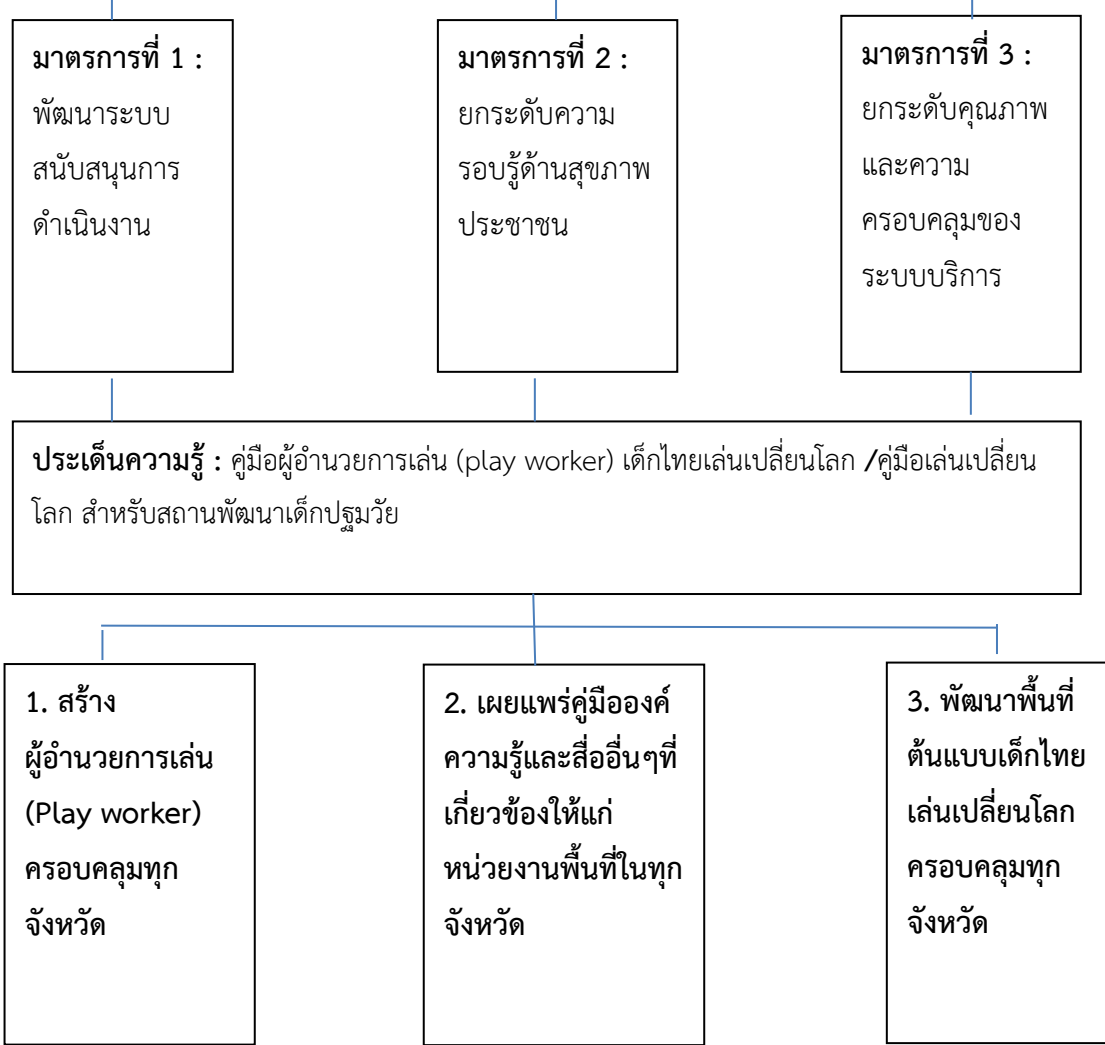 มาตรการที่ 1 :
พัฒนาระบบ
สนับสนุนการ
ดำเนินงาน
มาตรการที่ 2 :
ยกระดับความ
รอบรู้ด้านสุขภาพ
ประชาชน
มาตรการที่ 3 :
ยกระดับคุณภาพ
และความ
ครอบคลุมของ
ระบบบริการ
ประเด็นความรู้ : คู่มือผู้อำนวยการเล่น (play worker) เด็กไทยเล่นเปลี่ยนโลก /คู่มือเล่นเปลี่ยน
โลก สำหรับสถานพัฒนาเด็กปฐมวัย
1. สร้าง
ผู้อำนวยการเล่น
(Play worker)
ครอบคลุมทุก
จังหวัด
2. เผยแพร่คู่มือองค์
ความรู้และสื่ออื่นๆที่
เกี่ยวข้องให้แก่
หน่วยงานพื้นที่ในทุก
จังหวัด
3. พัฒนาพื้นที่
ต้นแบบเด็กไทย
เล่นเปลี่ยนโลก
ครอบคลุมทุก
จังหวัด